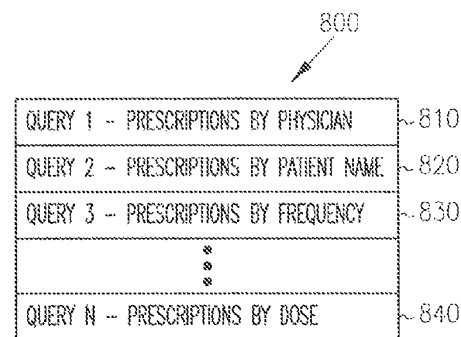 800
QUERY 1 - PRESCRIPTIONS BY PHYSICIAN 810
QUERY 2 - PRESCRIPTIONS BY PATIENT NAME 820
QUERY 3 - PRESCRIPTIONS BY FREQUENCY 830
QUERY N - PRESCRIPTIONS BY DOSE 840